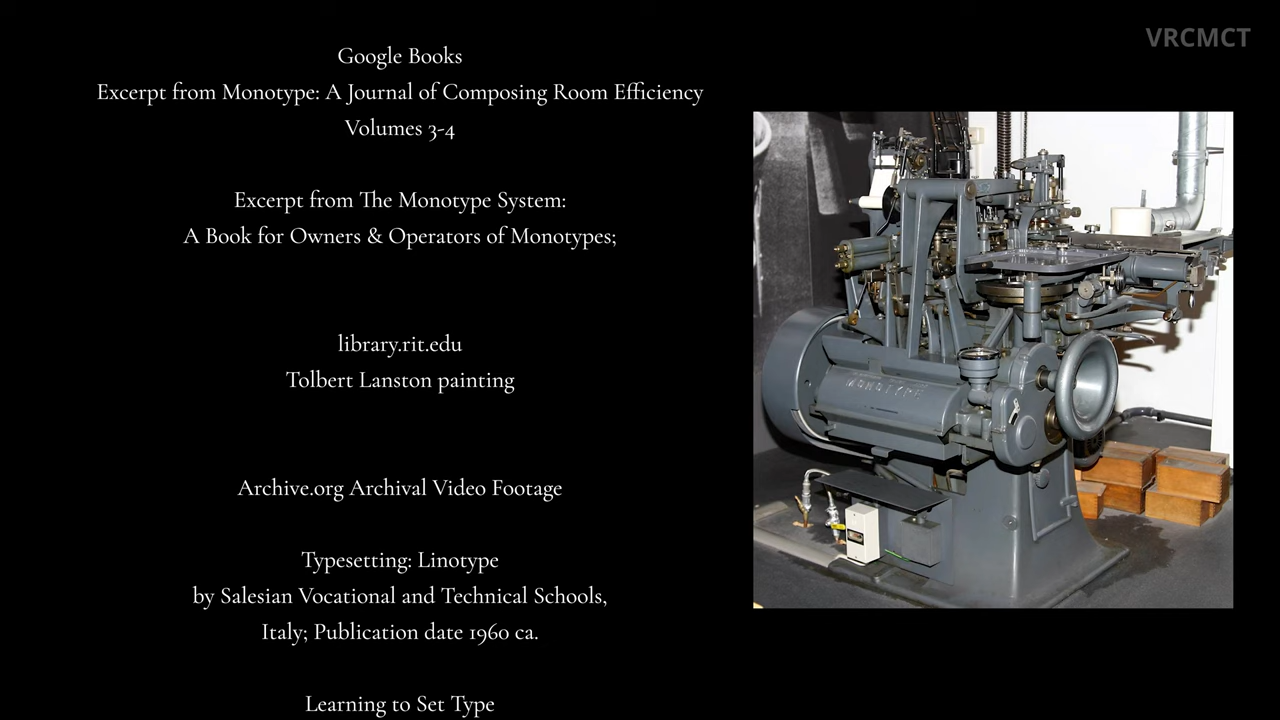 VRCMCT
Google Books
Excerpt from Monotype: A Journal of Composing Room Efficiency
Volumes 3-4
Excerpt from The Monotype System:
A Book for Owners & Operators of Monotypes;
library.rit.edu
Tolbert Lanston painting
Archive.org Archival Video Footage
Typesetting: Linotype
by Salesian Vocational and Technical Schools,
Italy; Publication date 1960 ca.
Learning to Set Type
MONOTYPE